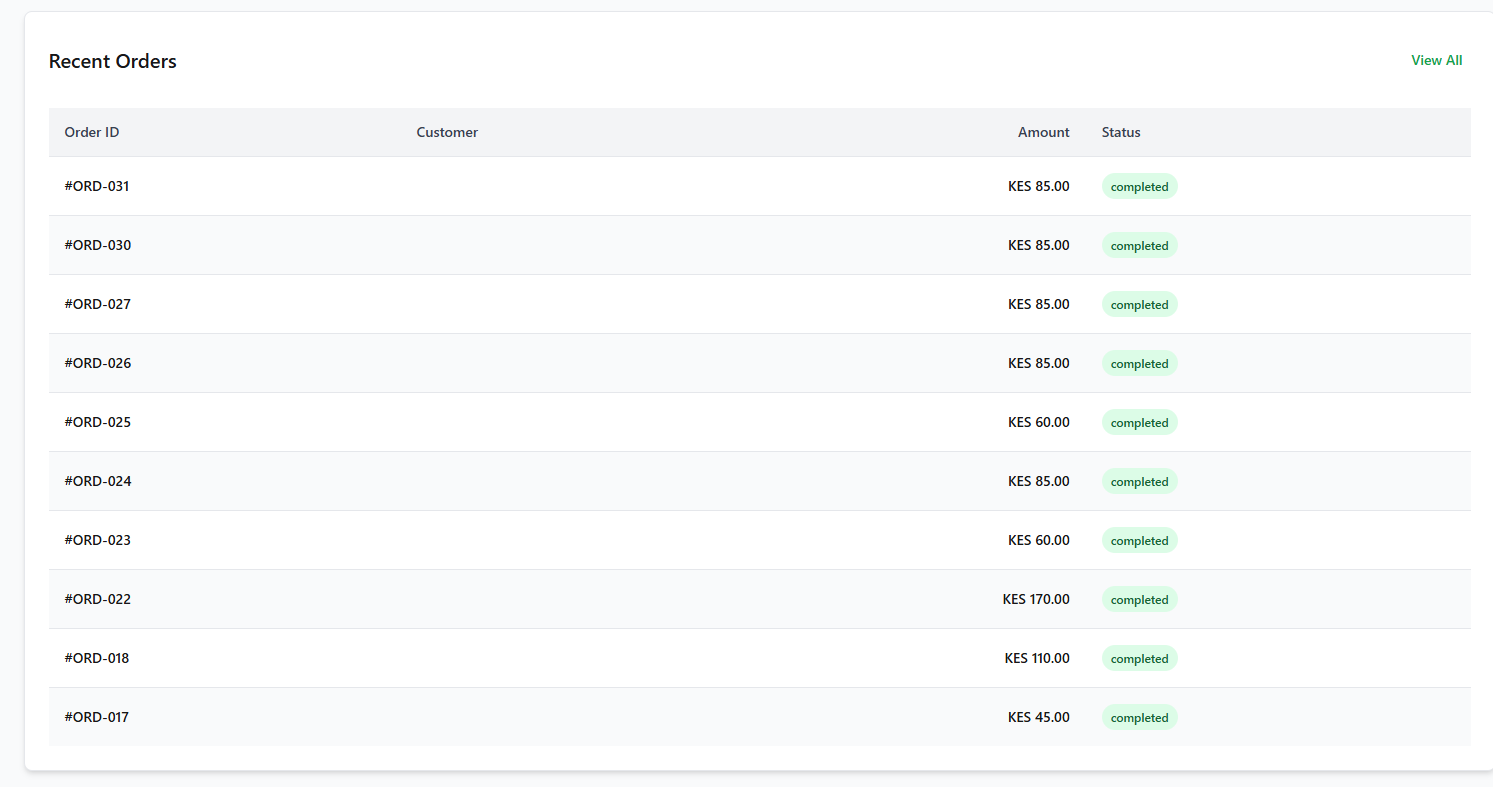 Recent Orders View All
Order ID Customer Amount Status
#ORD-031 KES 85.00 completed
#ORD-030 KES 85.00 completed
#ORD-027 KES 85.00 completed
#ORD-026 KES 85.00 completed
#ORD-025 KES 60.00 completed
#ORD-024 KES 85.00 completed
#ORD-023 KES 60.00 completed
#ORD-022 KES 170.00 completed
#ORD-018 KES 110.00 completed
#ORD-017 KES 45.00 completed